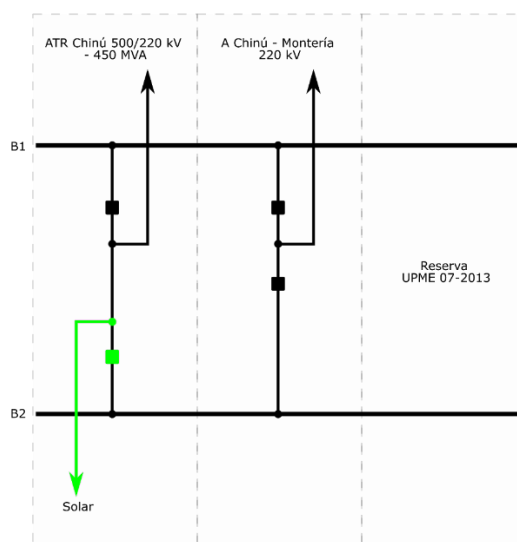 ATR Chinú 500/220 kV
- 450 MVA
A Chinú - Montería
220 kV
B1
Reserva
UPME 07-2013
B2
Solar